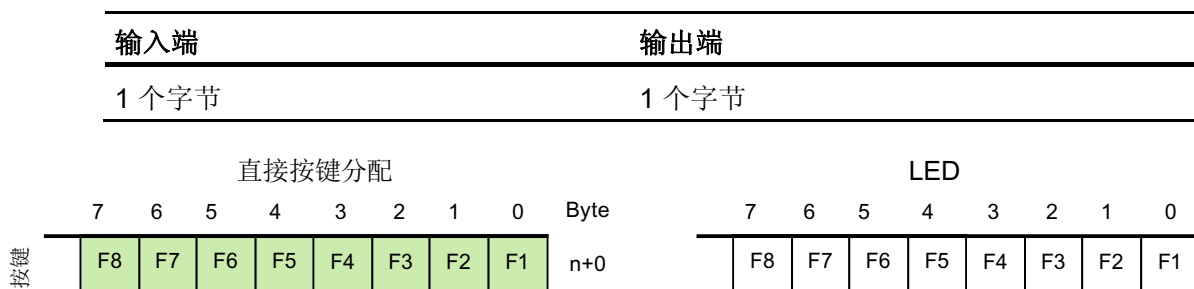 输入端 输出端
1 个字节 1 个字节
直接按键分配 LED
7 6 5 4 3 2 1 0 Byte 7 6 5 4 3 2 1 0
按键 F8 F7 F6 F5 F4 F3 F2 F1 n+0 F8 F7 F6 F5 F4 F3 F2 F1